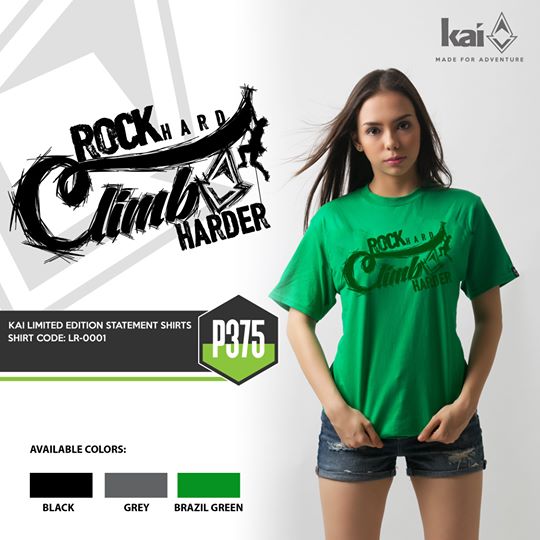 kaí
MADE FOR ADVENTURE
ROCK HARD
Climb
HARDER
ROCK HARD
Climb
HARDER
KAI LIMITED EDITION STATEMENT SHIRTS
SHIRT CODE: LR-0001
P375
AVAILABLE COLORS:
BLACK
GREY
BRAZIL GREEN